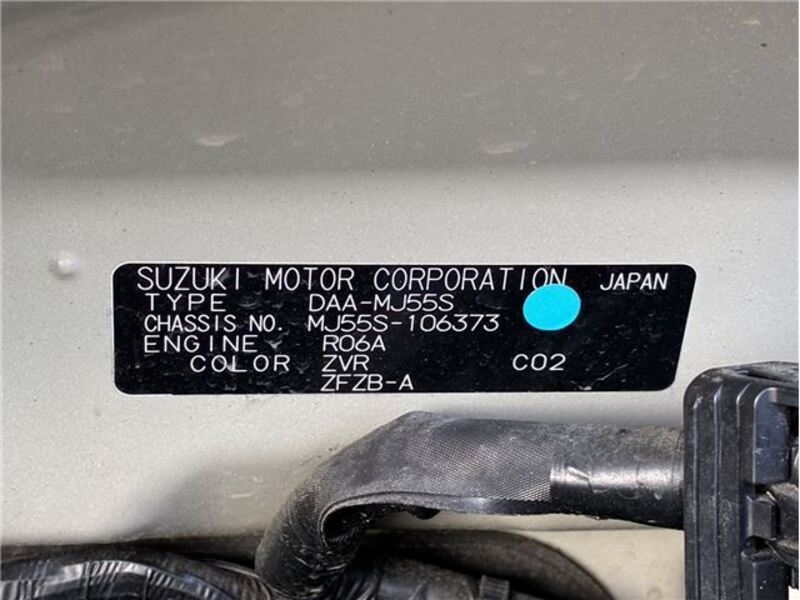 SUZUKI MOTOR CORPORATION JAPAN
TYPE DAA-MJ55S
CHASSIS NO. MJ55S-106373
ENGINE R06A
COLOR ZVR C02
ZFZB-A